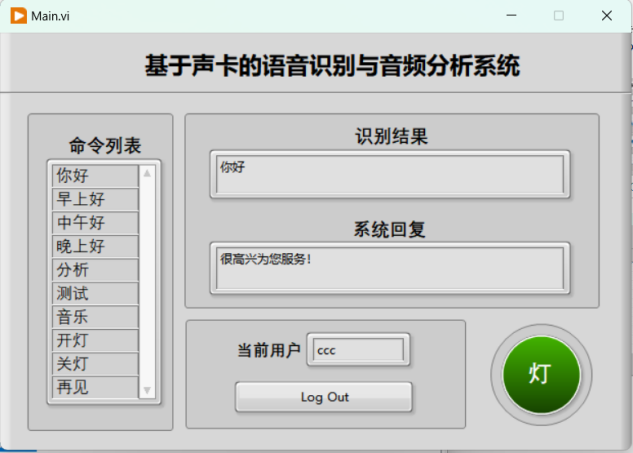 Main.vi
基于声卡的语音识别与音频分析系统
命令列表
你好
早上好
中午好
晚上好
分析
测试
音乐
开灯
关灯
再见
识别结果
你好
系统回复
很高兴为您服务!
当前用户 ccc
Log Out
灯